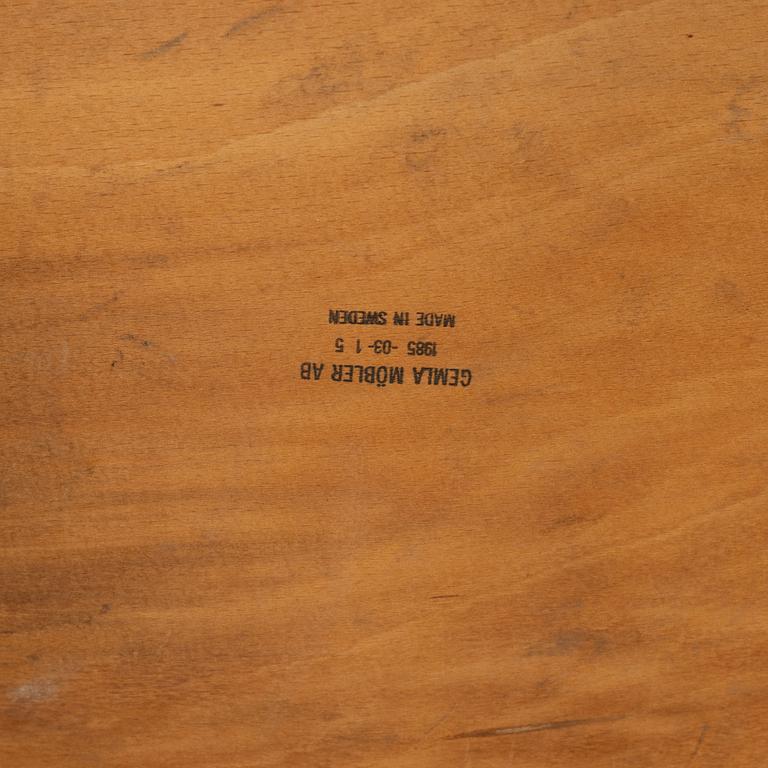 GEMLA MÖBLER AB
1985 -03- 1 5
MADE IN SWEDEN